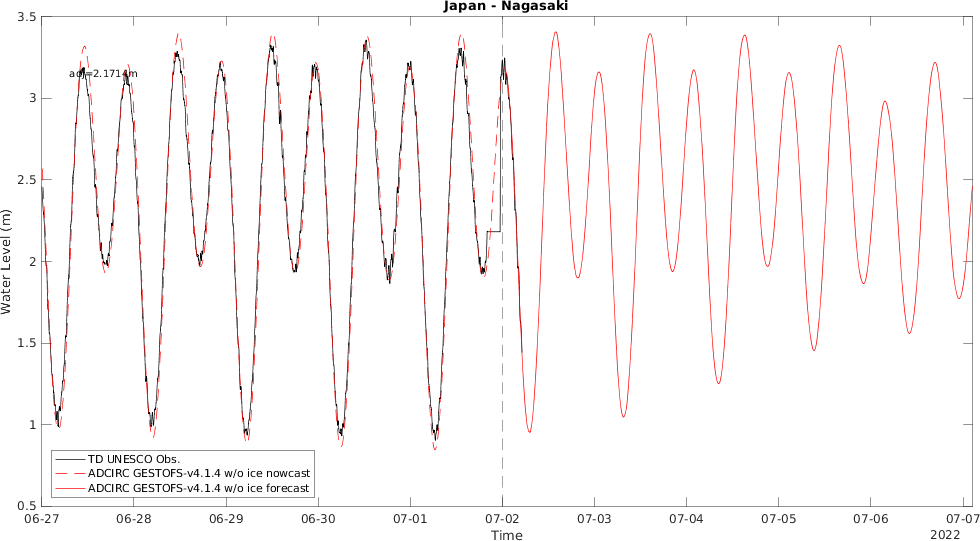 Japan - Nagasaki
3.5
3
2.5
2
1.5
1
0.5
Water Level (m)
adj=2.1714m
TD UNESCO Obs.
ADCIRC GESTOFS-v4.1.4 w/o ice nowcast
ADCIRC GESTOFS-v4.1.4 w/o ice forecast
06-27 06-28 06-29 06-30 07-01 07-02 07-03 07-04 07-05 07-06 07-07
Time
2022